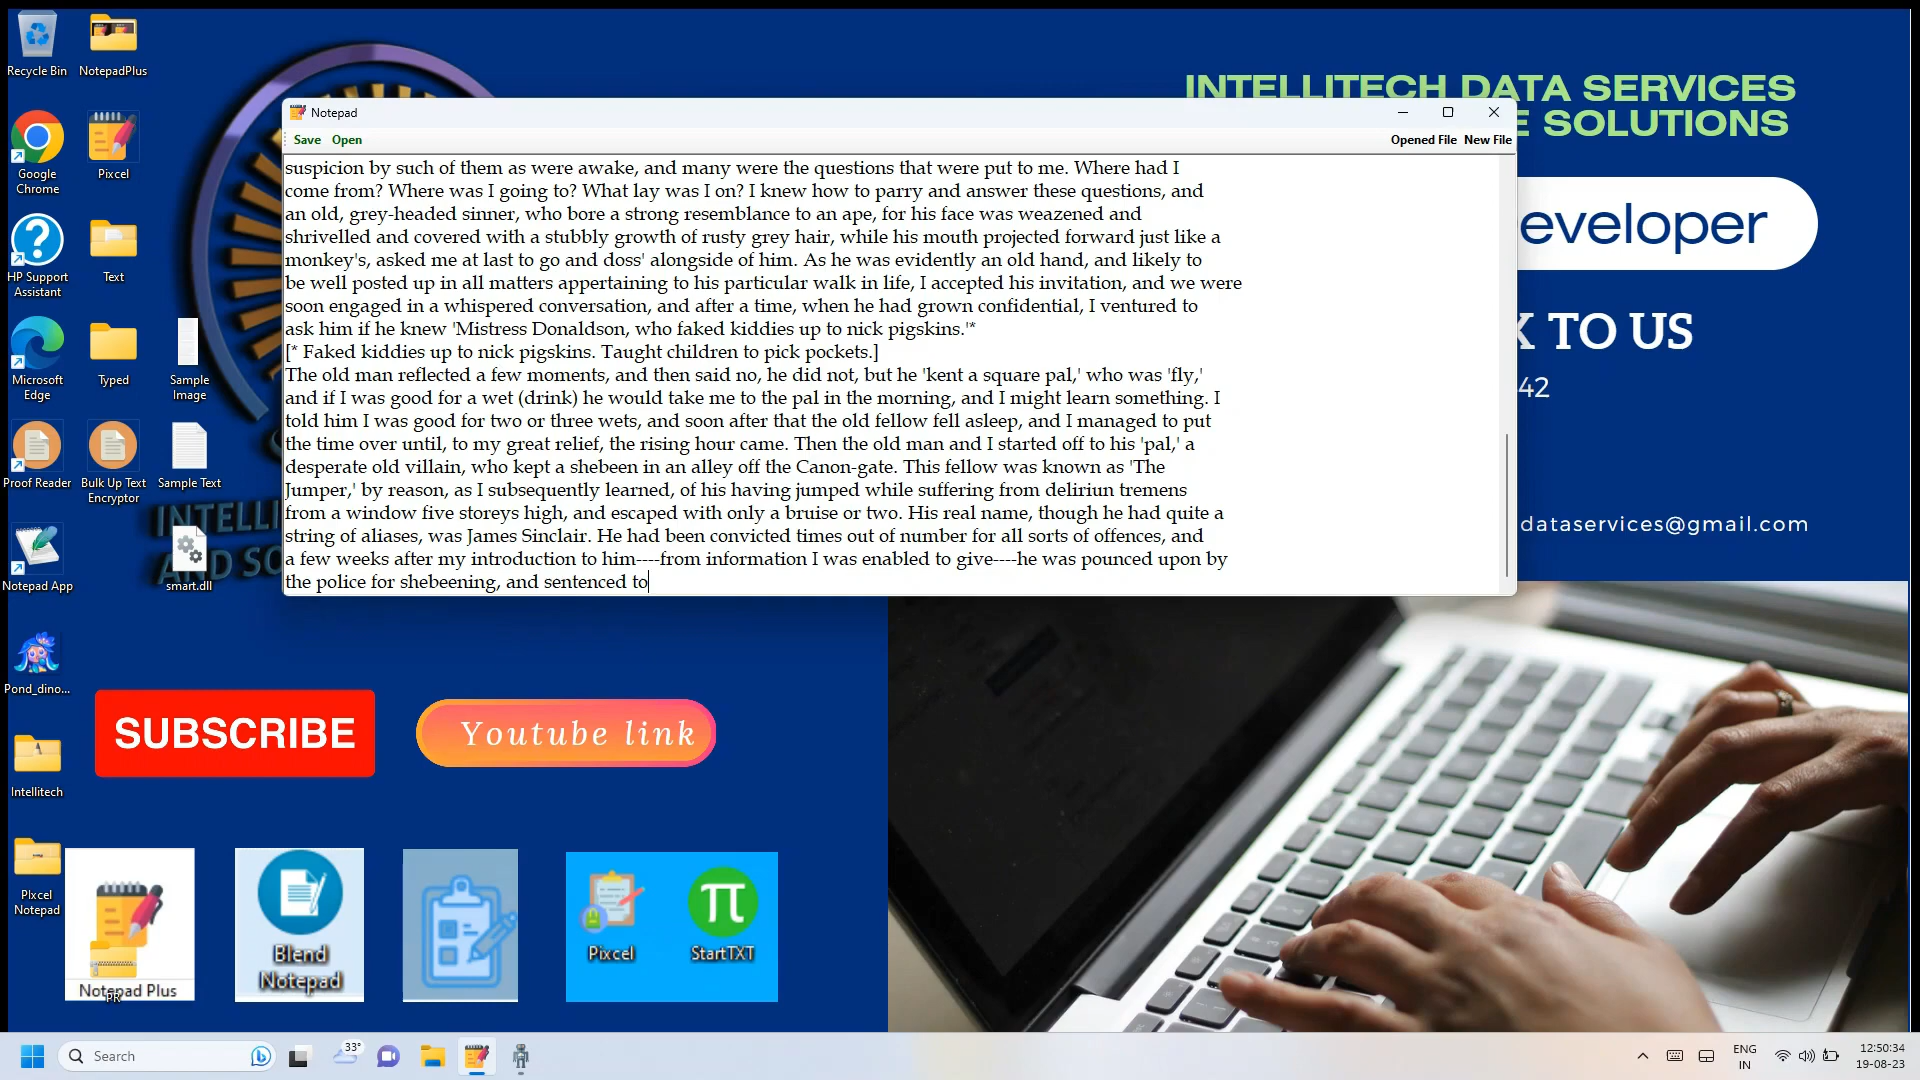 Recycle Bin
NotepadPlus
Google
Chrome
Pixcel
HP Support
Assistant
Text
Microsoft
Edge
Typed
Sample
Image
Proof Reader
Bulk Up Text
Encryptor
Sample Text
Notepad App
smart.dll
Pond_dino...
Intellitech
PIxcel
Notepad
INTELLITECH DATA SERVICES
E SOLUTIONS
eveloper
K TO US
42
dataservices@gmail.com
INTELLI
AND SO
Notepad
Save Open
Opened File New File
suspicion by such of them as were awake, and many were the questions that were put to me. Where had I
come from? Where was I going to? What lay was I on? I knew how to parry and answer these questions, and
an old, grey-headed sinner, who bore a strong resemblance to an ape, for his face was weazened and
shrivelled and covered with a stubbly growth of rusty grey hair, while his mouth projected forward just like a
monkey's, asked me at last to go and doss' alongside of him. As he was evidently an old hand, and likely to
be well posted up in all matters appertaining to his particular walk in life, I accepted his invitation, and we were
soon engaged in a whispered conversation, and after a time, when he had grown confidential, I ventured to
ask him if he knew 'Mistress Donaldson, who faked kiddies up to nick pigskins.'*
[* Faked kiddies up to nick pigskins. Taught children to pick pockets.]
The old man reflected a few moments, and then said no, he did not, but he 'kent a square pal,' who was 'fly,'
and if I was good for a wet (drink) he would take me to the pal in the morning, and I might learn something. I
told him I was good for two or three wets, and soon after that the old fellow fell asleep, and I managed to put
the time over until, to my great relief, the rising hour came. Then the old man and I started off to his 'pal,' a
desperate old villain, who kept a shebeen in an alley off the Canon-gate. This fellow was known as 'The
Jumper,' by reason, as I subsequently learned, of his having jumped while suffering from deliriun tremens
from a window five storeys high, and escaped with only a bruise or two. His real name, though he had quite a
string of aliases, was James Sinclair. He had been convicted times out of number for all sorts of offences, and
a few weeks after my introduction to him----from information I was enabled to give----he was pounced upon by
the police for shebeening, and sentenced to
SUBSCRIBE
Youtube link
Notepad Plus
PR
Blend
Notepad
Pixcel
StartTXT
Search
33°
ENG
IN
12:50:34
19-08-23